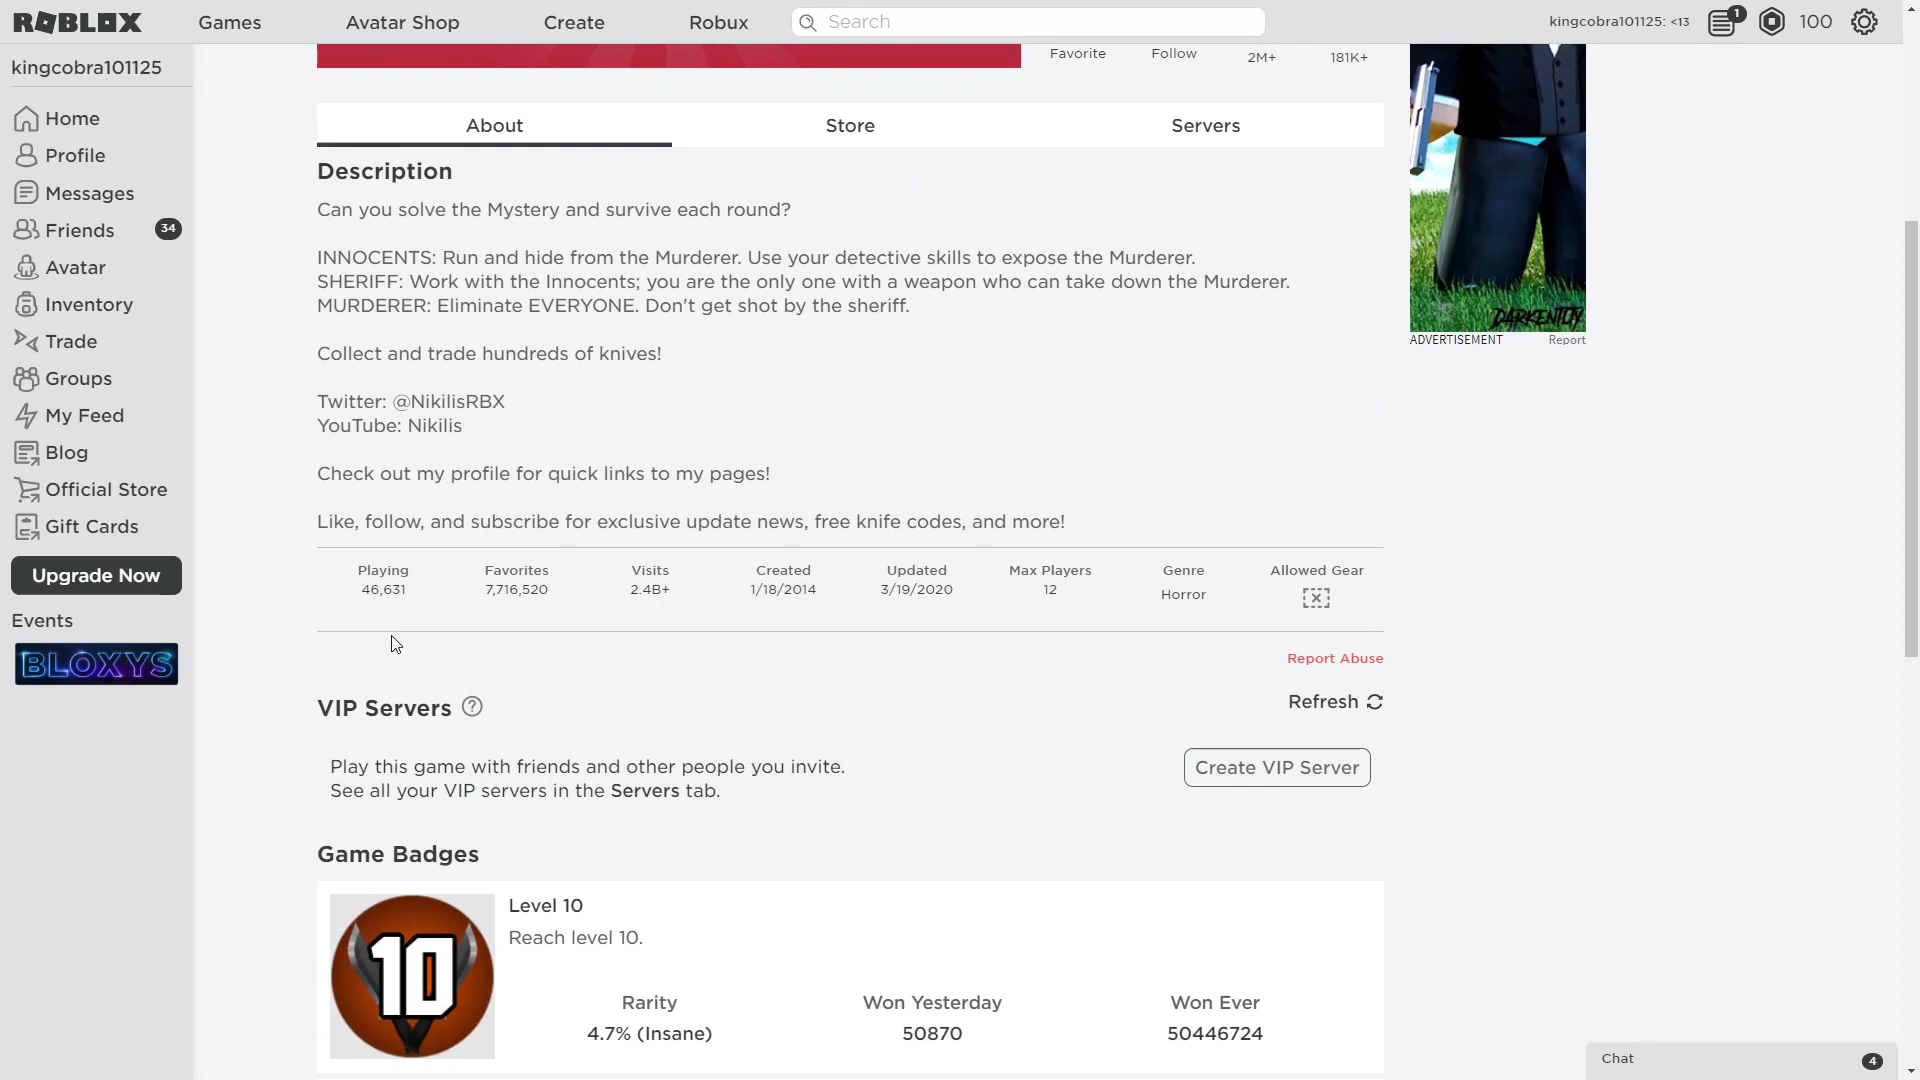 ROBLOX
Games
Avatar Shop
Create
Robux
Search
kingcobra101125: <13
1
100
kingcobra101125
Home
Profile
Messages
Friends
34
Avatar
Inventory
Trade
Groups
My Feed
Blog
Official Store
Gift Cards
Upgrade Now
Events
BLOXYS
Favorite
Follow
2M+
181K+
About
Store
Servers
Description
Can you solve the Mystery and survive each round?
INNOCENTS: Run and hide from the Murderer. Use your detective skills to expose the Murderer.
SHERIFF: Work with the Innocents; you are the only one with a weapon who can take down the Murderer.
MURDERER: Eliminate EVERYONE. Don't get shot by the sheriff.
Collect and trade hundreds of knives!
Twitter: @NikilisRBX
YouTube: Nikilis
Check out my profile for quick links to my pages!
Like, follow, and subscribe for exclusive update news, free knife codes, and more!
Playing
46,631
Favorites
7,716,520
Visits
2.4B+
Created
1/18/2014
Updated
3/19/2020
Max Players
12
Genre
Horror
Allowed Gear
Report Abuse
VIP Servers
Refresh
Play this game with friends and other people you invite.
See all your VIP servers in the Servers tab.
Create VIP Server
Game Badges
10
Level 10
Reach level 10.
Rarity
4.7% (Insane)
Won Yesterday
50870
Won Ever
50446724
ADVERTISEMENT
Report
Chat
4